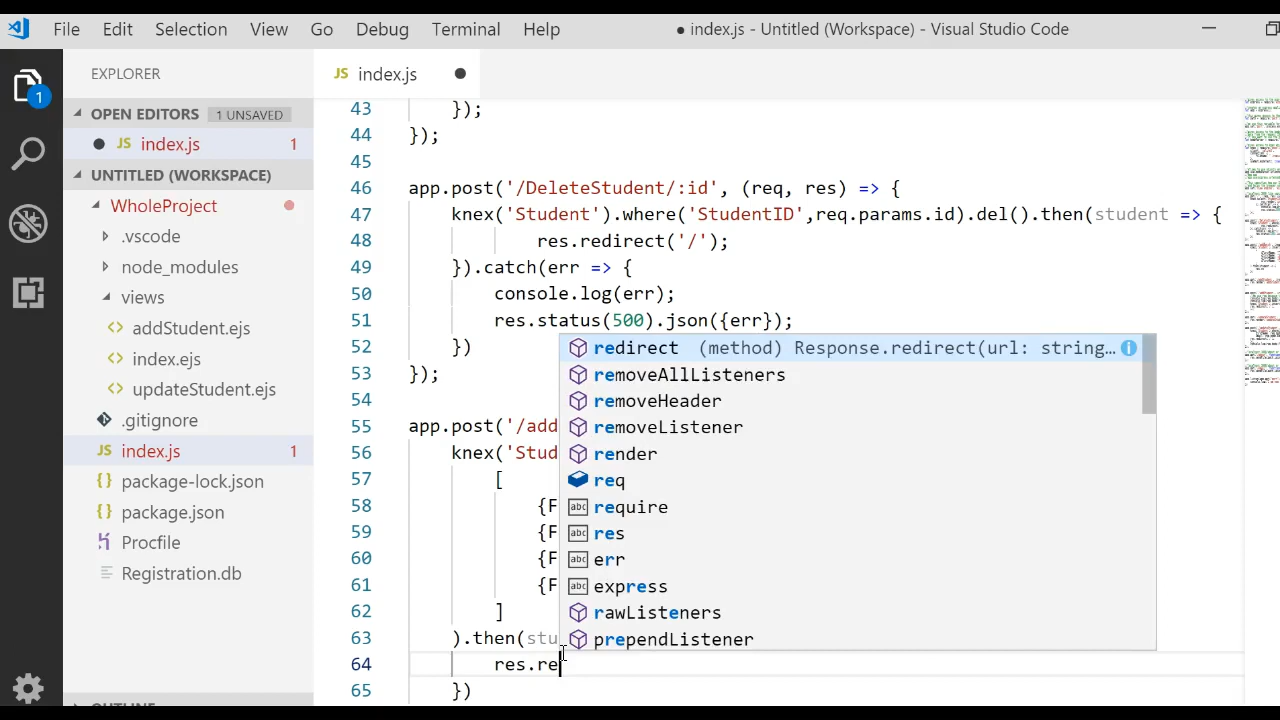 File Edit Selection View Go Debug Terminal Help ● index.js - Untitled (Workspace) - Visual Studio Code
EXPLORER
JS index.js ●
OPEN EDITORS 1 UNSAVED
● JS index.js 1
UNTITLED (WORKSPACE)
WholeProject
.vscode
node_modules
views
<> addStudent.ejs
<> index.ejs
<> updateStudent.ejs
.gitignore
JS index.js 1
{} package-lock.json
{} package.json
Procfile
Registration.db
OUTLINE
1
43 });
44 });
45
46 app.post('/DeleteStudent/:id', (req, res) => {
47 knex('Student').where('StudentID',req.params.id).del().then(student => {
48 res.redirect('/');
49 }).catch(err => {
50 console.log(err);
51 res.status(500).json({err});
52 })
53 });
54
55 app.post('/add
56 knex('Stud
57 [
58 {F
59 {F
60 {F
61 {F
62 ]
63 ).then(stu
64 res.re
65 })
redirect (method) Response.redirect(url: string…
removeAllListeners
removeHeader
removeListener
render
req
abc require
abc res
abc err
abc express
rawListeners
prependListener